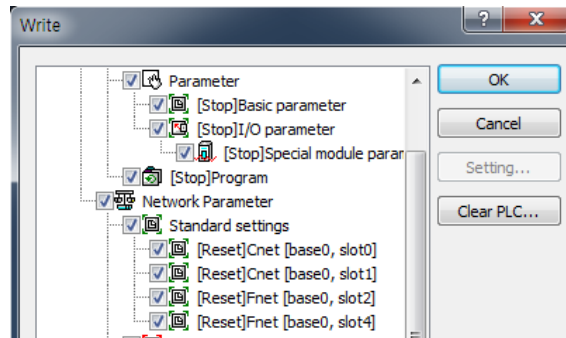 Write
Parameter
[Stop]Basic parameter
[Stop]I/O parameter
[Stop]Special module parar
[Stop]Program
Network Parameter
Standard settings
[Reset]Cnet [base0, slot0]
[Reset]Cnet [base0, slot1]
[Reset]Fnet [base0, slot2]
[Reset]Fnet [base0, slot4]
OK
Cancel
Setting...
Clear PLC...